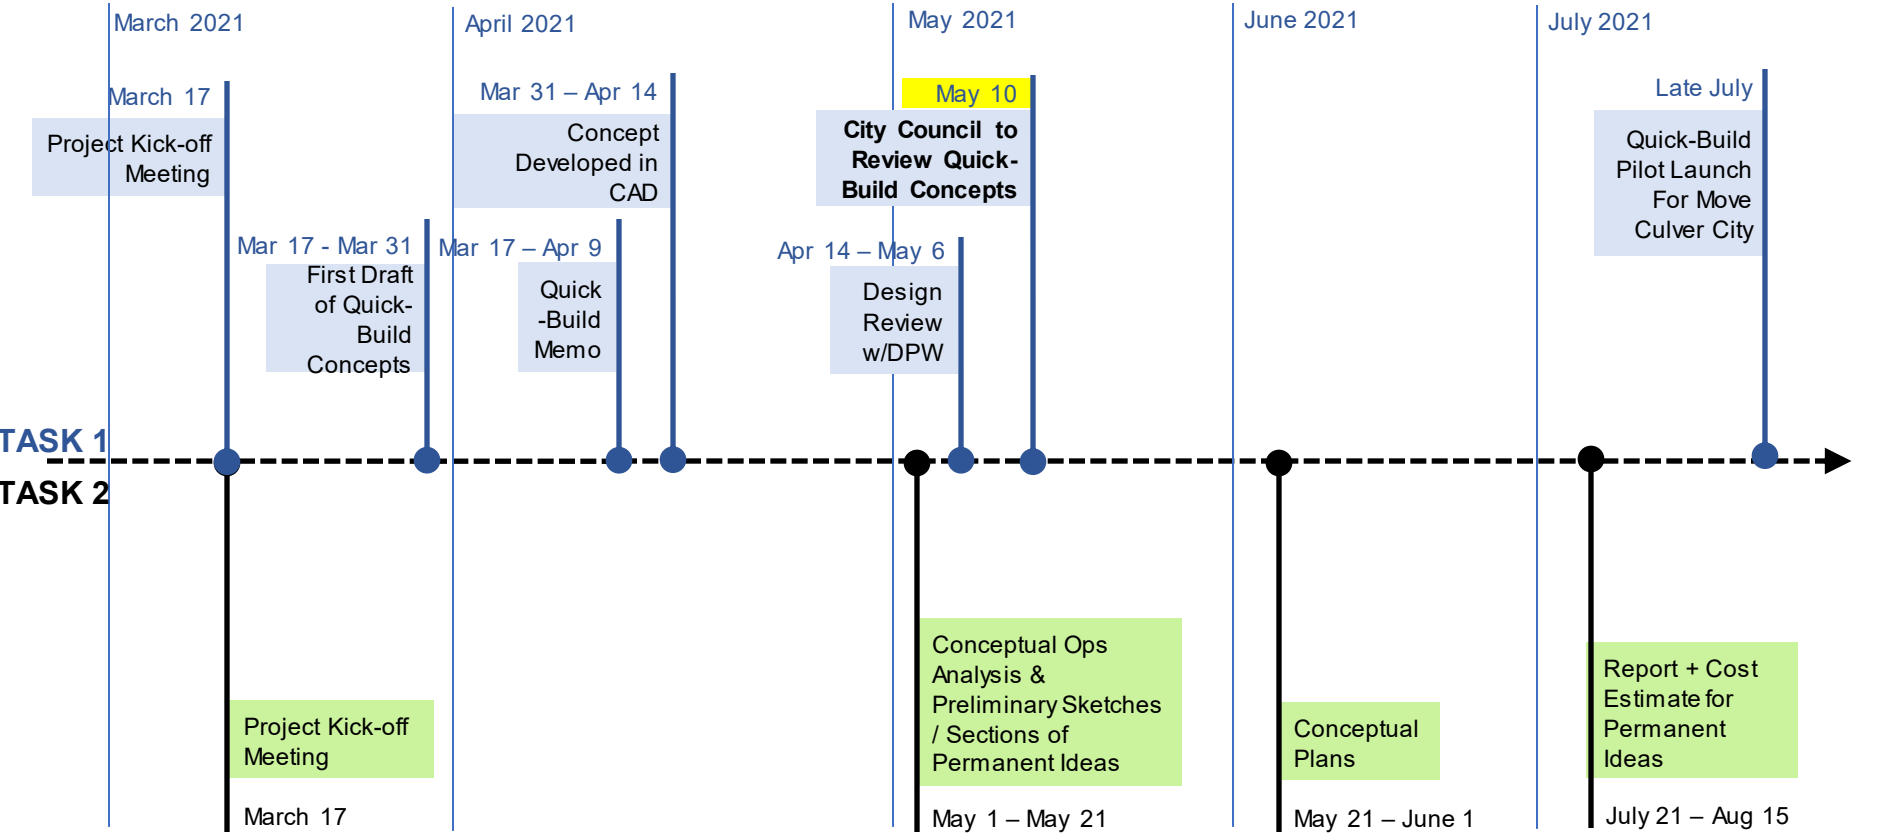 March 2021
April 2021
May 2021
June 2021
July 2021
March 17
Project Kick-off
Meeting
Mar 17 - Mar 31
First Draft
of Quick-
Build
Concepts
Mar 17 – Apr 9
Quick
-Build
Memo
Mar 31 – Apr 14
Concept
Developed in
CAD
Apr 14 – May 6
Design
Review
w/DPW
May 10
City Council to
Review Quick-
Build Concepts
Late July
Quick-Build
Pilot Launch
For Move
Culver City
TASK 1
TASK 2
Project Kick-off
Meeting
March 17
Conceptual Ops
Analysis &
Preliminary Sketches
/ Sections of
Permanent Ideas
May 1 – May 21
Conceptual
Plans
May 21 – June 1
Report + Cost
Estimate for
Permanent
Ideas
July 21 – Aug 15